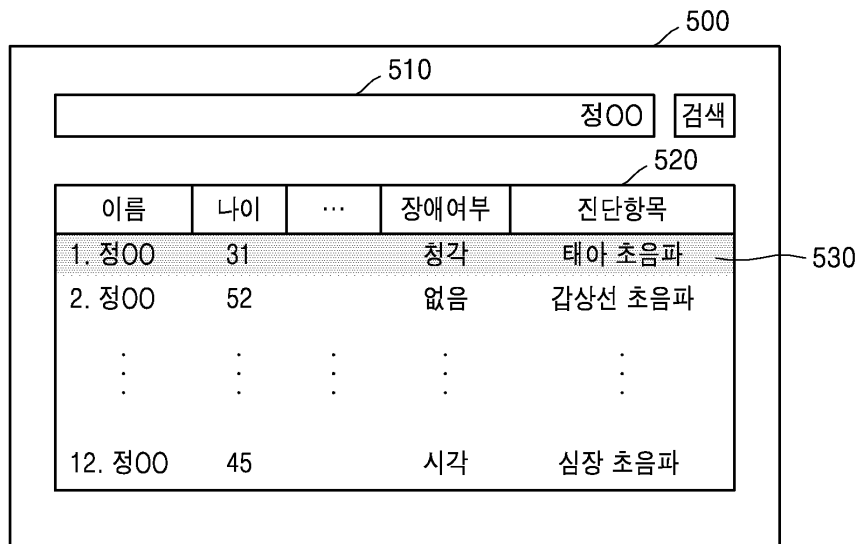 500
510
정OO 검색
520
이름 나이 ··· 장애여부 진단항목
1. 정OO 31 청각 태아 초음파 530
2. 정OO 52 없음 갑상선 초음파
12. 정OO 45 시각 심장 초음파